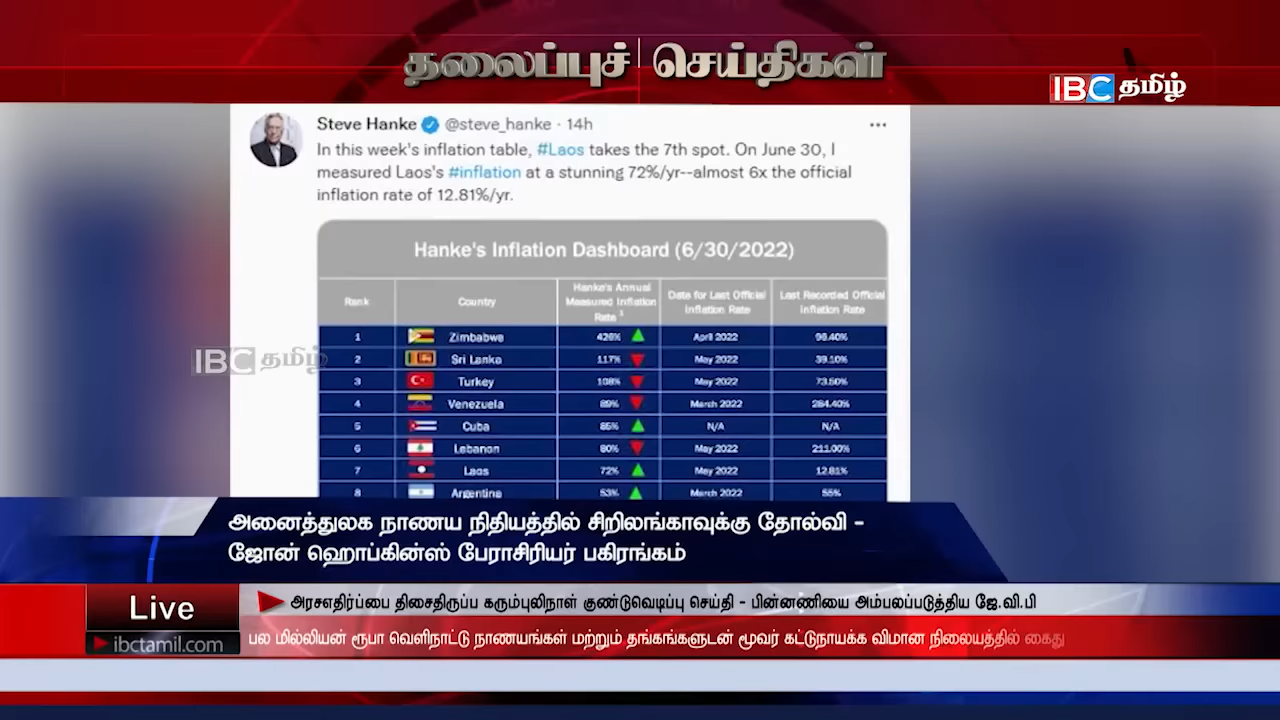 தலைப்புச் செய்திகள்
IBC தமிழ்
Steve Hanke @steve_hanke · 14h
In this week's inflation table, #Laos takes the 7th spot. On June 30, I
measured Laos's #inflation at a stunning 72%/yr--almost 6x the official
inflation rate of 12.81%/yr.
Hanke's Inflation Dashboard (6/30/2022)
Rank Country Hanke's Annual Measured Inflation Rate 1 Date for Last Official Inflation Rate Last Recorded Official Inflation Rate
1 Zimbabwe 426% April 2022 96.40%
2 Sri Lanka 117% May 2022 39.10%
3 Turkey 108% May 2022 73.50%
4 Venezuela 89% March 2022 284.40%
5 Cuba 85% N/A N/A
6 Lebanon 80% May 2022 211.00%
7 Laos 72% May 2022 12.81%
8 Argentina 53% March 2022 55%
IBC தமிழ்
அனைத்துலக நாணய நிதியத்தில் சிறிலங்காவுக்கு தோல்வி -
ஜோன் ஹொப்கின்ஸ் பேராசிரியர் பகிரங்கம்
Live
அரசஎதிர்ப்பை திசைதிருப்ப கரும்புலிநாள் குண்டுவெடிப்பு செய்தி - பின்னணியை அம்பலப்படுத்திய ஜே.வி.பி
ibctamil.com
பல மில்லியன் ரூபா வெளிநாட்டு நாணயங்கள் மற்றும் தங்கங்களுடன் மூவர் கட்டுநாயக்க விமான நிலையத்தில் கைது